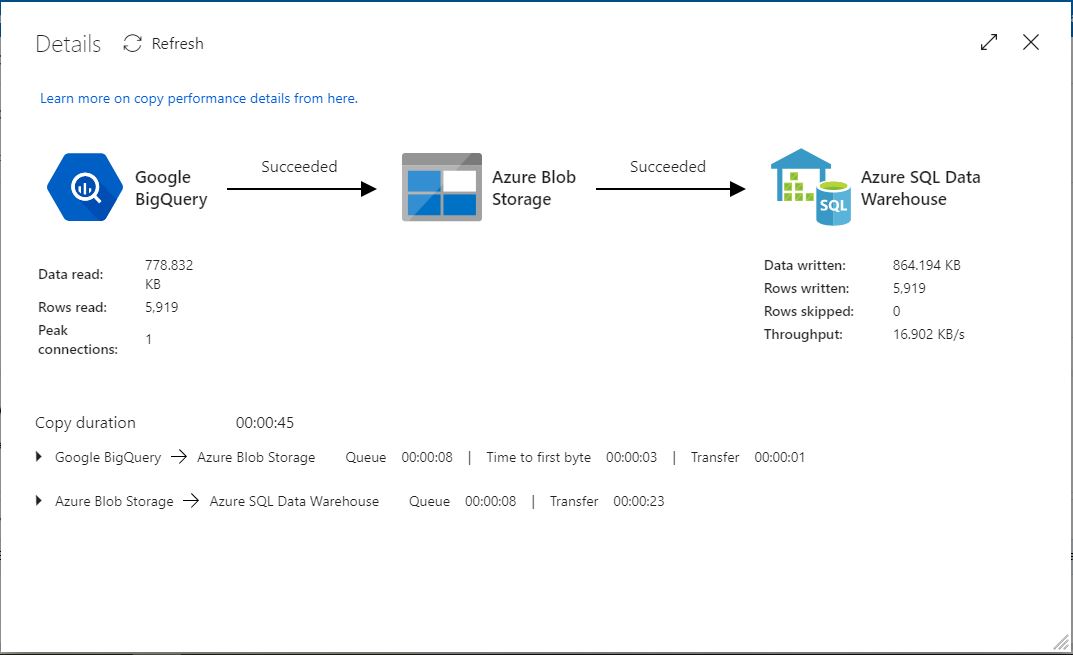 Details Refresh
Learn more on copy performance details from here.
Google BigQuery
Succeeded
Azure Blob Storage
Succeeded
SQL
Azure SQL Data Warehouse
Data read: 778.832 KB
Rows read: 5,919
Peak connections: 1
Data written: 864.194 KB
Rows written: 5,919
Rows skipped: 0
Throughput: 16.902 KB/s
Copy duration 00:00:45
Google BigQuery → Azure Blob Storage Queue 00:00:08 | Time to first byte 00:00:03 | Transfer 00:00:01
Azure Blob Storage → Azure SQL Data Warehouse Queue 00:00:08 | Transfer 00:00:23